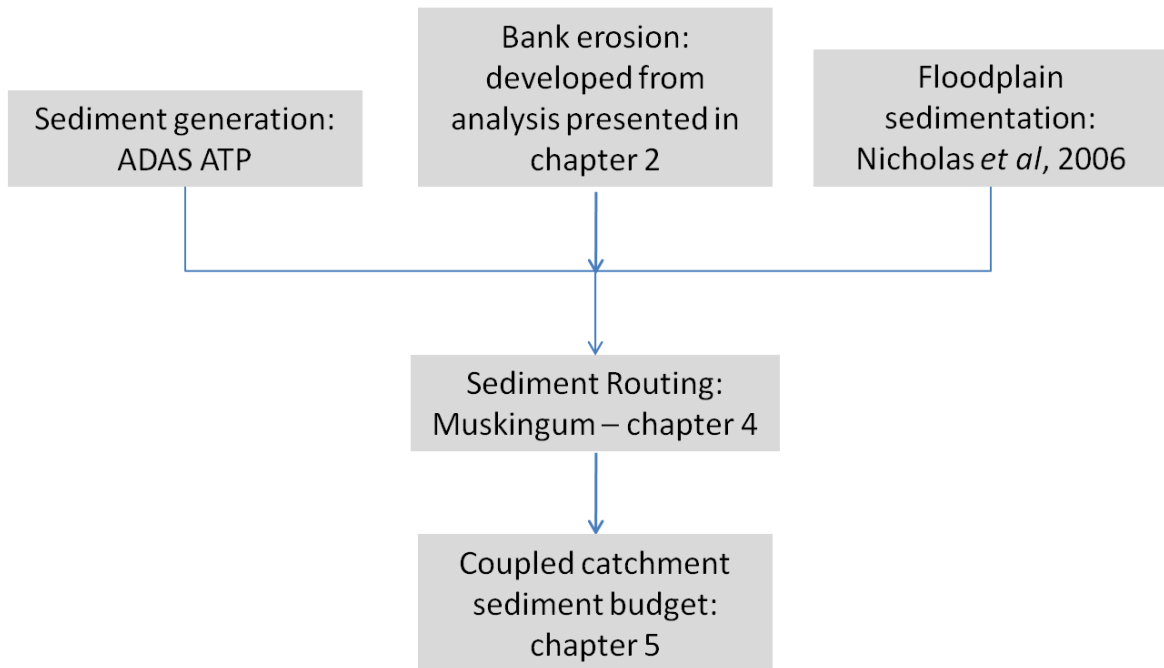 Sediment generation:
ADAS ATP
Bank erosion:
developed from
analysis presented in
chapter 2
Floodplain
sedimentation:
Nicholas et al, 2006
Sediment Routing:
Muskingum – chapter 4
Coupled catchment
sediment budget:
chapter 5